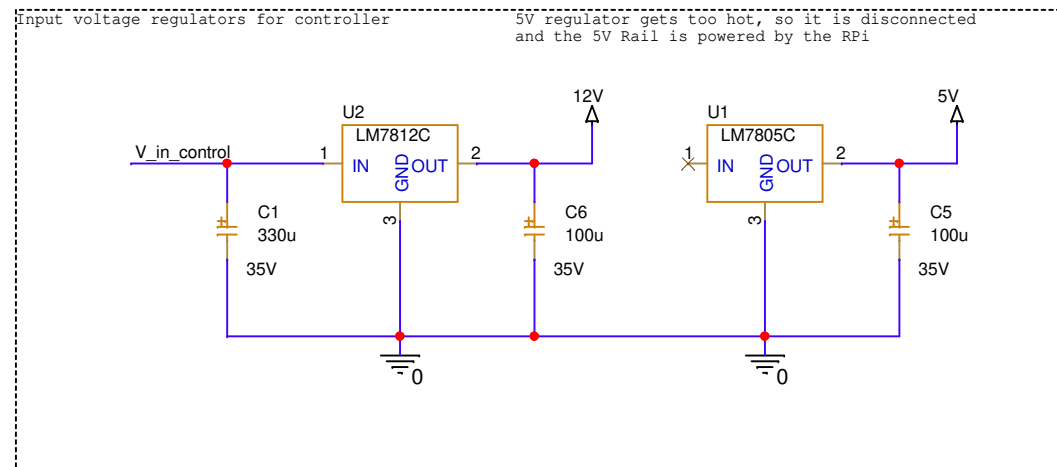 Input voltage regulators for controller
5V regulator gets too hot, so it is disconnected
and the 5V Rail is powered by the RPi
12V
5V
U2
U1
LM7812C
LM7805C
V_in_control
1
IN
GND
OUT
2
3
1
IN
GND
OUT
2
3
C1
330u
35V
C6
100u
35V
C5
100u
35V
0
0